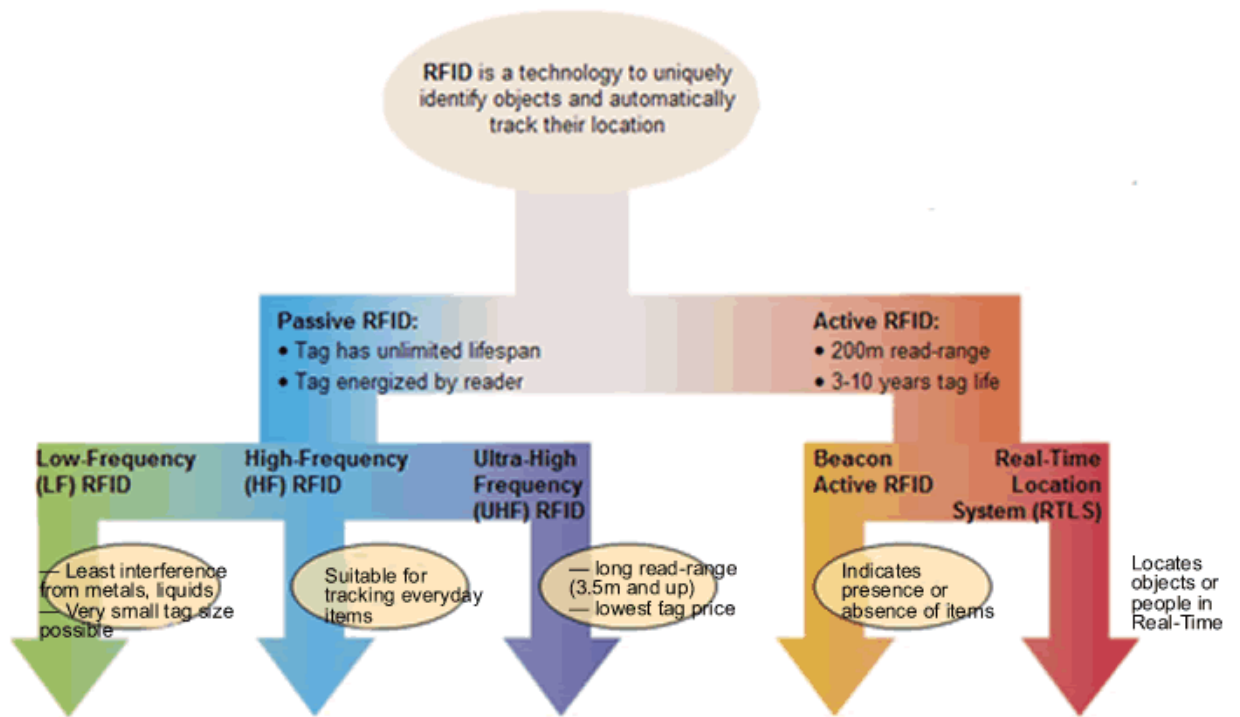 RFID is a technology to uniquely
identify objects and automatically
track their location
Passive RFID:
• Tag has unlimited lifespan
• Tag energized by reader
Active RFID:
• 200m read-range
• 3-10 years tag life
Low-Frequency
(LF) RFID
High-Frequency
(HF) RFID
Ultra-High
Frequency
(UHF) RFID
Beacon
Active RFID
Real-Time
Location
System (RTLS)
— Least interference
from metals, liquids
— Very small tag size
possible
Suitable for
tracking everyday
items
— long read-range
(3.5m and up)
— lowest tag price
Indicates
presence or
absence of items
Locates
objects or
people in
Real-Time